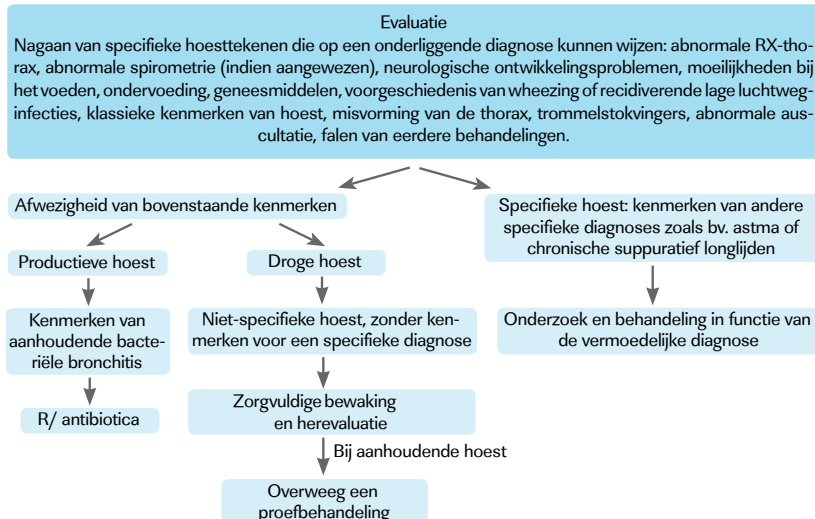 Evaluatie
Nagaan van specifieke hoesttekenen die op een onderliggende diagnose kunnen wijzen: abnormale RX-tho-
rax, abnormale spirometrie (indien aangewezen), neurologische ontwikkelingsproblemen, moeilijkheden bij
het voeden, ondervoeding, geneesmiddelen, voorgeschiedenis van wheezing of recidiverende lage luchtweg-
infecties, klassieke kenmerken van hoest, misvorming van de thorax, trommelstokvingers, abnormale aus-
cultatie, falen van eerdere behandelingen.
Afwezigheid van bovenstaande kenmerken
Specifieke hoest: kenmerken van andere
specifieke diagnoses zoals bv. astma of
chronische suppuratief longlijden
Productieve hoest
Droge hoest
Kenmerken van
aanhoudende bacte-
riële bronchitis
Niet-specifieke hoest, zonder ken-
merken voor een specifieke diagnose
Onderzoek en behandeling in functie van
de vermoedelijke diagnose
R/ antibiotica
Zorgvuldige bewaking
en herevaluatie
Bij aanhoudende hoest
Overweeg een
proefbehandeling